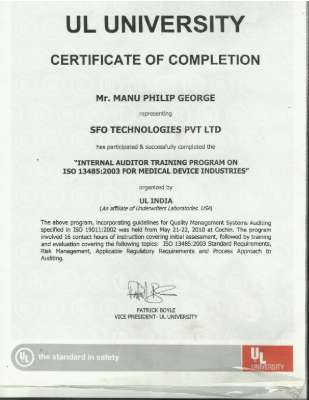 UL UNIVERSITY
CERTIFICATE OF COMPLETION
Mr. MANU PHILIP GEORGE
representing
SFO TECHNOLOGIES PVT LTD
has participated & successfully completed the
"INTERNAL AUDITOR TRAINING PROGRAM ON
ISO 13485:2003 FOR MEDICAL DEVICE INDUSTRIES"
organized by
UL INDIA
(An affiliate of Underwriters Laboratories. USA)
The above program, incorporating guidelines for Quality Management Systems Auditing
specified in ISO 19011:2002 was held from May 21-22, 2010 at Cochin. The program
involved 16 contact hours of instruction covering initial assessment, followed by training
and evaluation covering the following topics: ISO 13485:2003 Standard Requirements,
Risk Management, Applicable Regulatory Requirements and Process Approach to
Auditing.
PATRICK BOYLE
VICE PRESIDENT- UL UNIVERSITY
UL the standard in safety
UL
UNIVERSITY